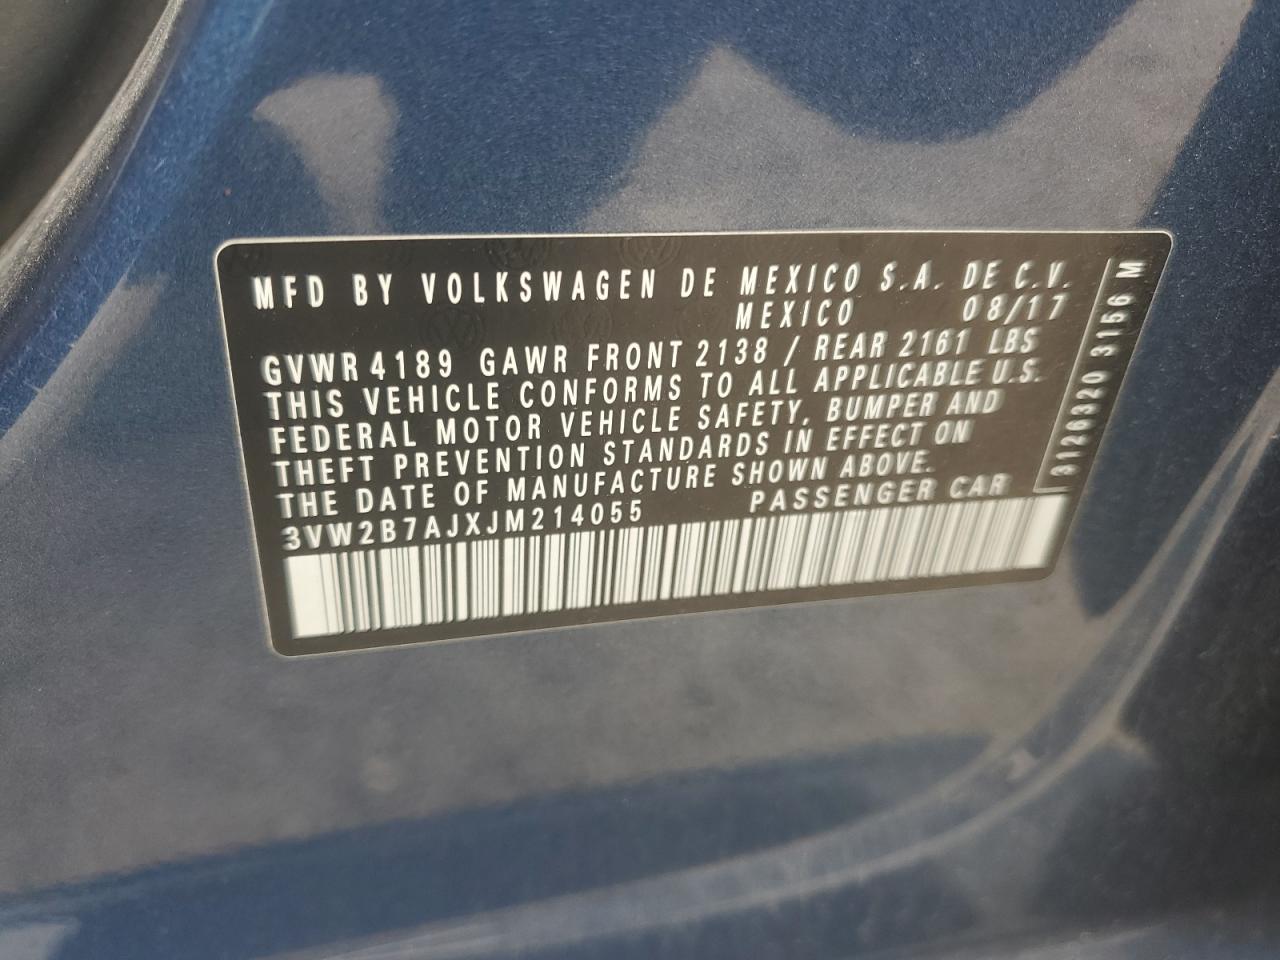 MFD BY VOLKSWAGEN DE MEXICO S.A. DE C.V.
MEXICO 08/17
GVWR 4189 GAWR FRONT 2138 / REAR 2161 LBS
THIS VEHICLE CONFORMS TO ALL APPLICABLE U.S.
FEDERAL MOTOR VEHICLE SAFETY, BUMPER AND
THEFT PREVENTION STANDARDS IN EFFECT ON
THE DATE OF MANUFACTURE SHOWN ABOVE.
3VW2B7AJXJM214055 PASSENGER CAR
3126320 3156 M